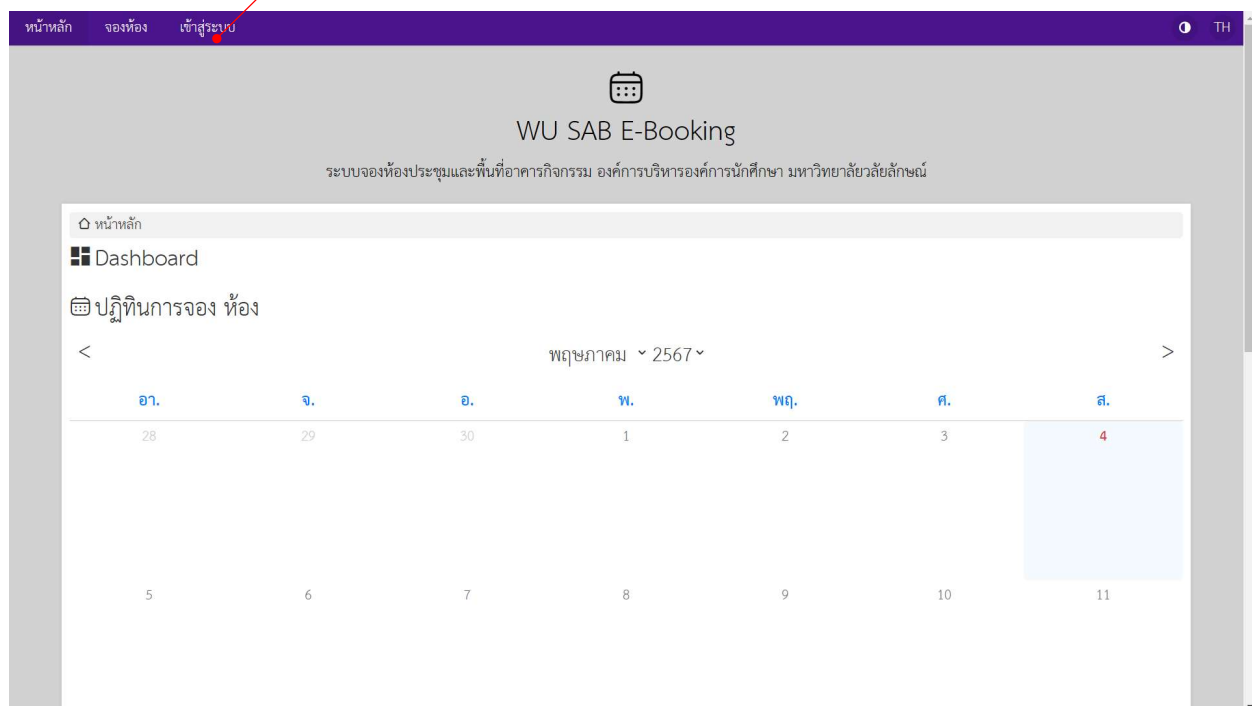 หน้าหลัก จองห้อง เข้าสู่ระบบ TH
WU SAB E-Booking
ระบบจองห้องประชุมและพื้นที่อาคารกิจกรรม องค์การบริหารองค์การนักศึกษา มหาวิทยาลัยวลัยลักษณ์
หน้าหลัก
Dashboard
ปฏิทินการจอง ห้อง
< พฤษภาคม 2567 >
อา. จ. อ. พ. พฤ. ศ. ส.
28 29 30 1 2 3 4
5 6 7 8 9 10 11